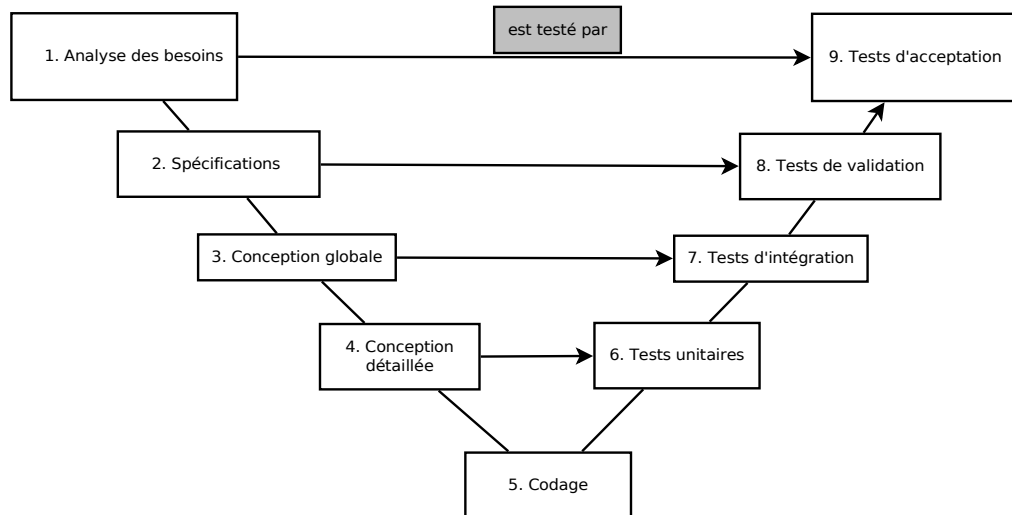 est testé par
1. Analyse des besoins
9. Tests d'acceptation
2. Spécifications
8. Tests de validation
3. Conception globale
7. Tests d'intégration
4. Conception
détaillée
6. Tests unitaires
5. Codage